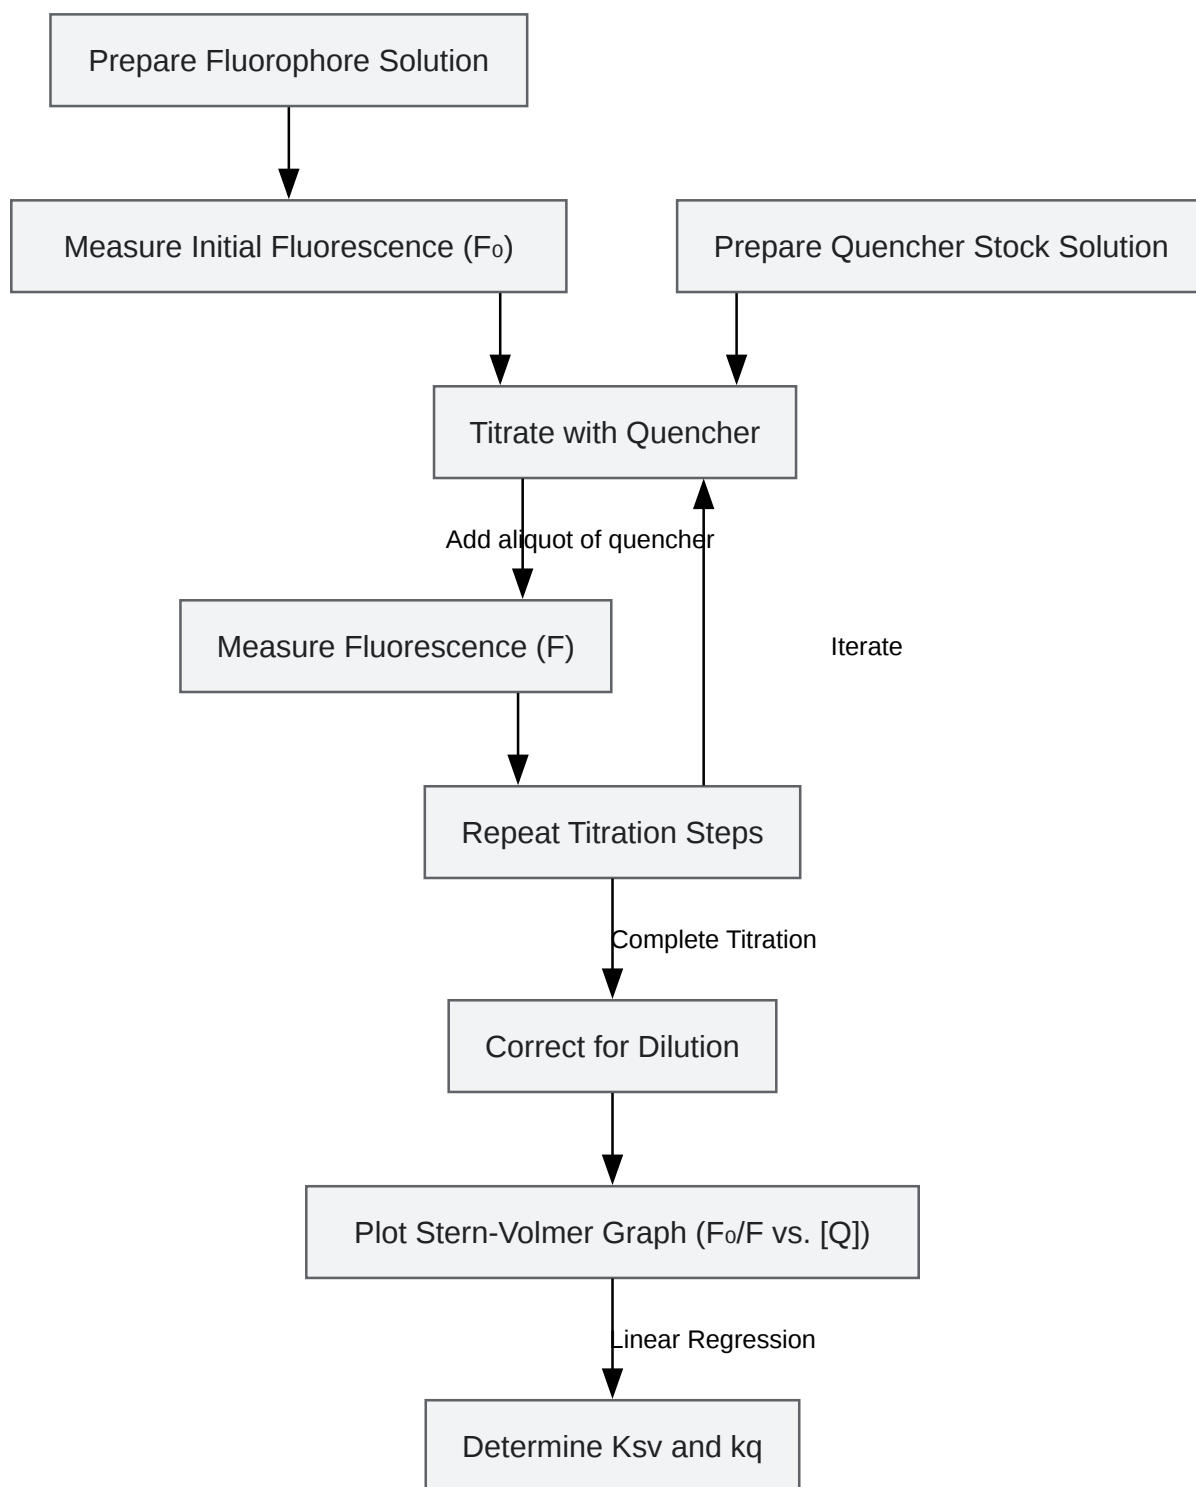 Prepare Fluorophore Solution
Measure Initial Fluorescence (F₀)
Prepare Quencher Stock Solution
Titrate with Quencher
Add aliquot of quencher
Measure Fluorescence (F)
Iterate
Repeat Titration Steps
Complete Titration
Correct for Dilution
Plot Stern-Volmer Graph (F₀/F vs. [Q])
Linear Regression
Determine Ksv and kq